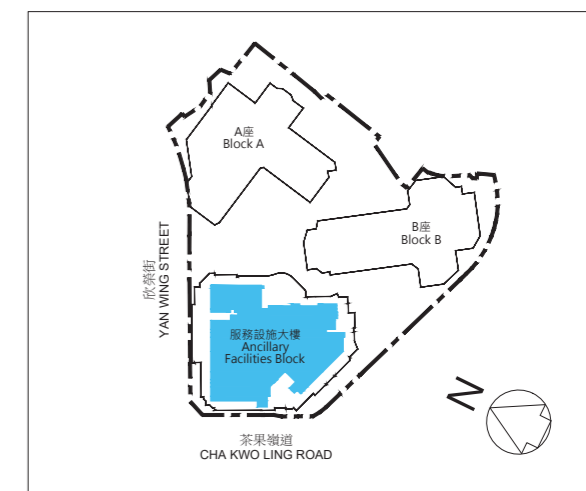 A座
Block A
B座
Block B
欣榮街
YAN WING STREET
服務設施大樓
Ancillary
Facilities Block
N
茶果嶺道
CHA KWO LING ROAD